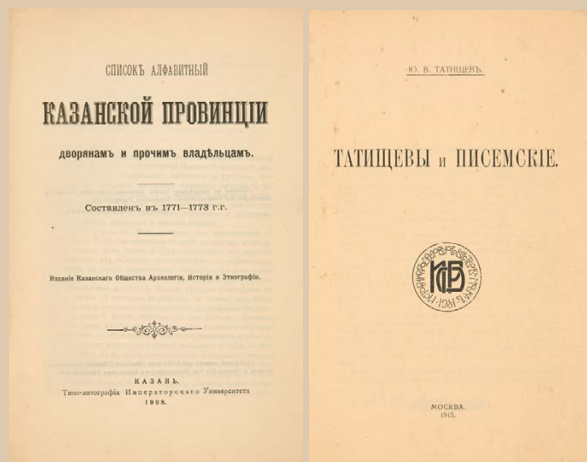 СПИСОКЪ АЛФАВИТНЫЙ
КАЗАНСКОЙ ПРОВИНЦІИ
дворянамъ и прочимъ владѣльцамъ.
Составленъ въ 1771—1773 г.г.
Изданіе Казанскаго Общества Археологіи, Исторіи и Этнографіи.
КАЗАНЬ.
Типо-литографія Императорскаго Университета
1908.
Ю. В. ТАТИЩЕВЪ.
ТАТИЩЕВЫ и ПИСЕМСКІЕ.
МОСКВА.
1915.